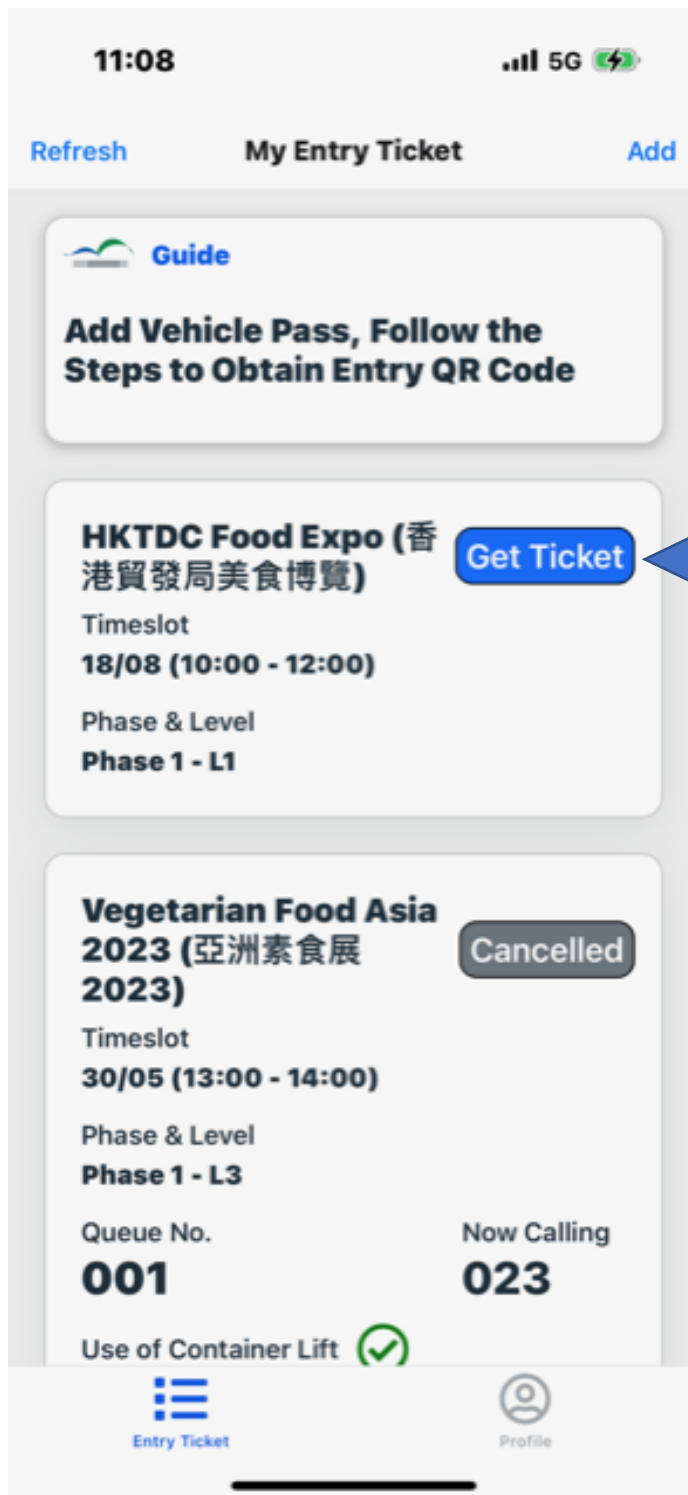 11:08
5G
Refresh
My Entry Ticket
Add
Guide
Add Vehicle Pass, Follow the
Steps to Obtain Entry QR Code
HKTDC Food Expo (香
港貿發局美食博覽)
Get Ticket
Timeslot
18/08 (10:00 - 12:00)
Phase & Level
Phase 1 - L1
Vegetarian Food Asia
2023 (亞洲素食展
2023)
Cancelled
Timeslot
30/05 (13:00 - 14:00)
Phase & Level
Phase 1 - L3
Queue No.
Now Calling
001
023
Use of Container Lift
Entry Ticket
Profile